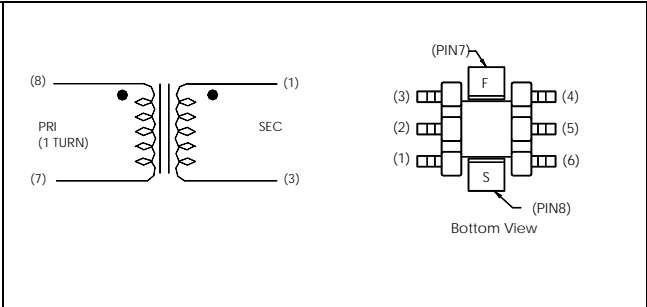 (8)
(1)
PRI
(1 TURN)
SEC
(7)
(3)
(PIN7)
F
(3)
(4)
(2)
(5)
(1)
(6)
S
(PIN8)
Bottom View